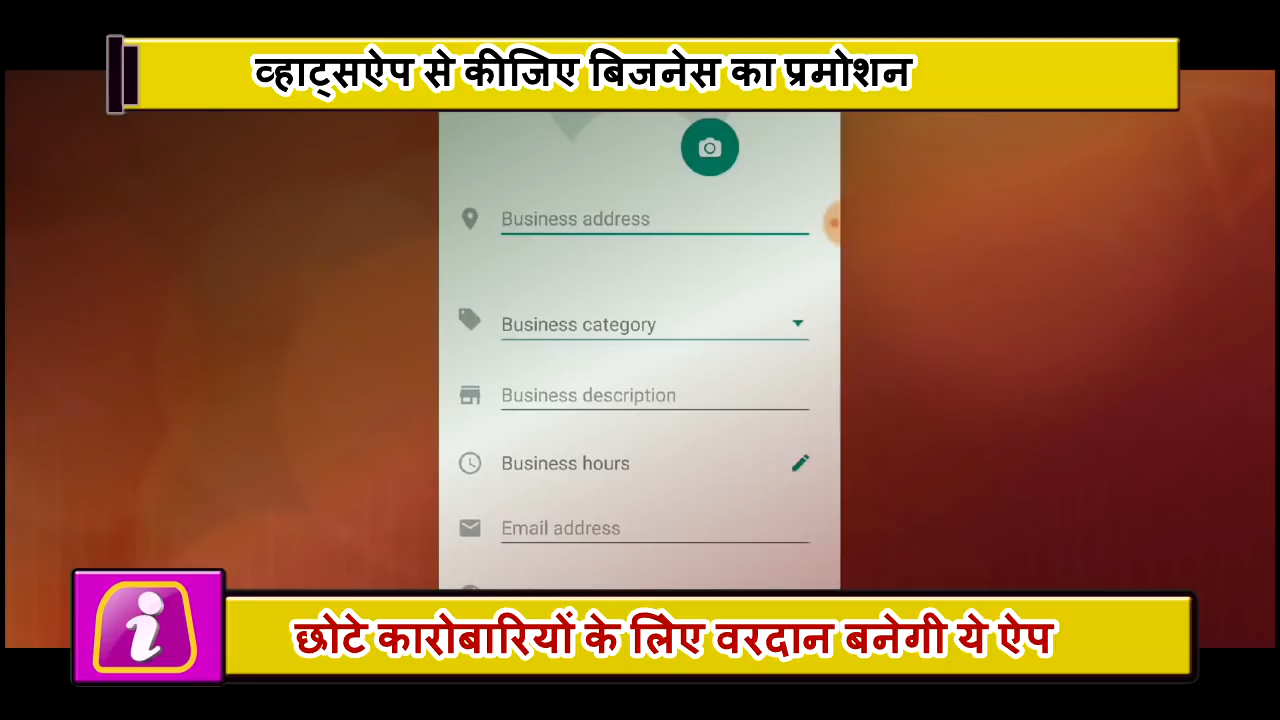 व्हाट्सऐप से कीजिए बिजनेस का प्रमोशन
Business address
Business category
Business description
Business hours
Email address
छोटे कारोबारियों के लिए वरदान बनेगी ये ऐप